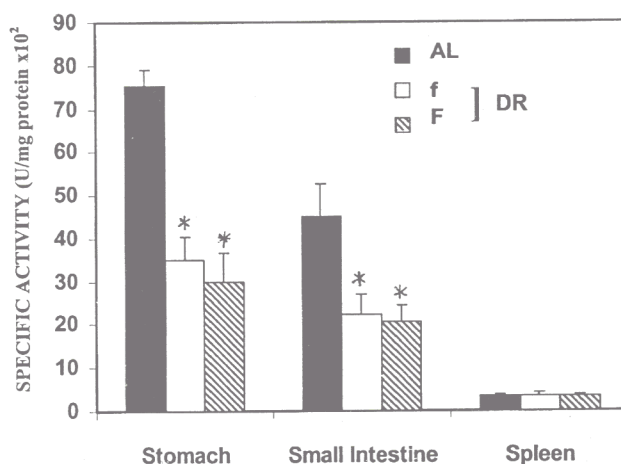 SPECIFIC ACTIVITY (U/mg protein x10²
90
80
70
60
50
40
30
20
10
0
AL
f
F
] DR
* *
* *
Stomach Small Intestine Spleen